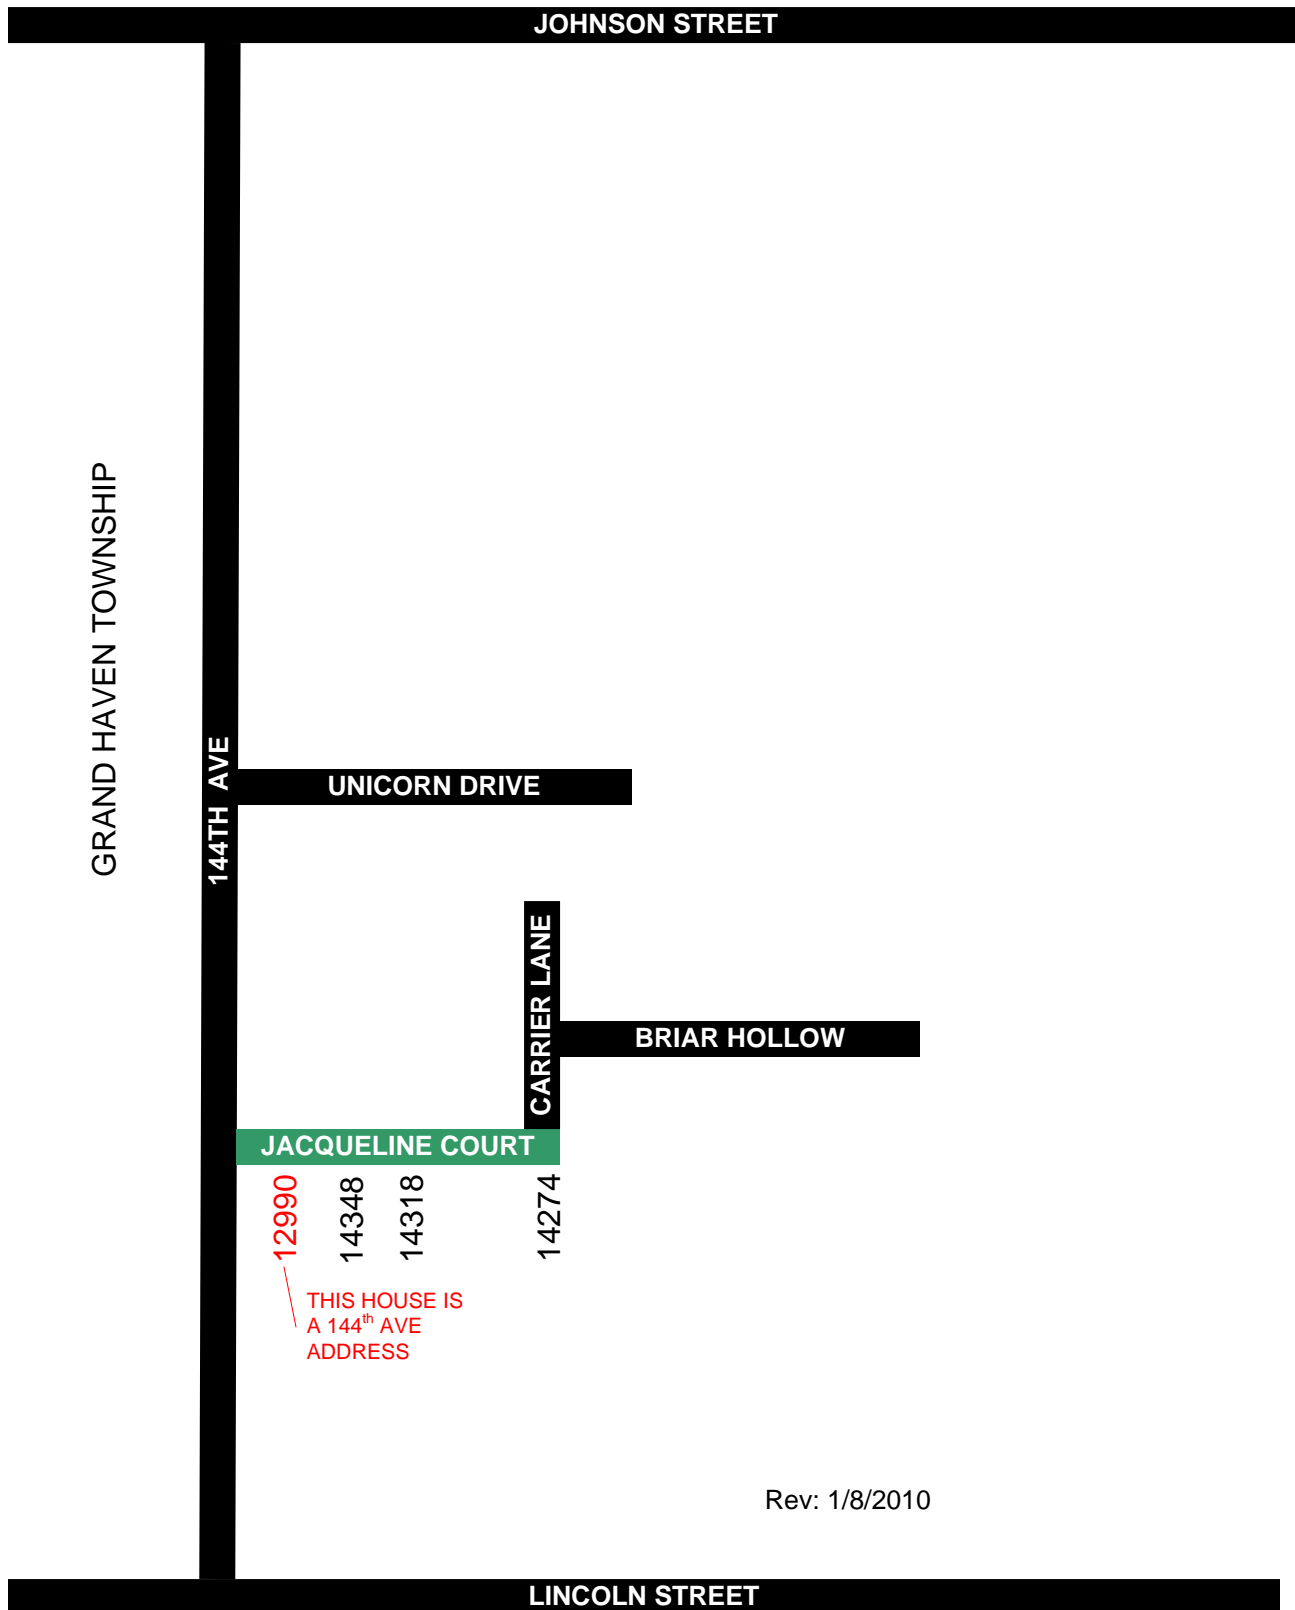 JOHNSON STREET
GRAND HAVEN TOWNSHIP
144TH AVE
UNICORN DRIVE
CARRIER LANE
BRIAR HOLLOW
JACQUELINE COURT
12990
14348
14318
14274
THIS HOUSE IS
A 144th AVE
ADDRESS
Rev: 1/8/2010
LINCOLN STREET